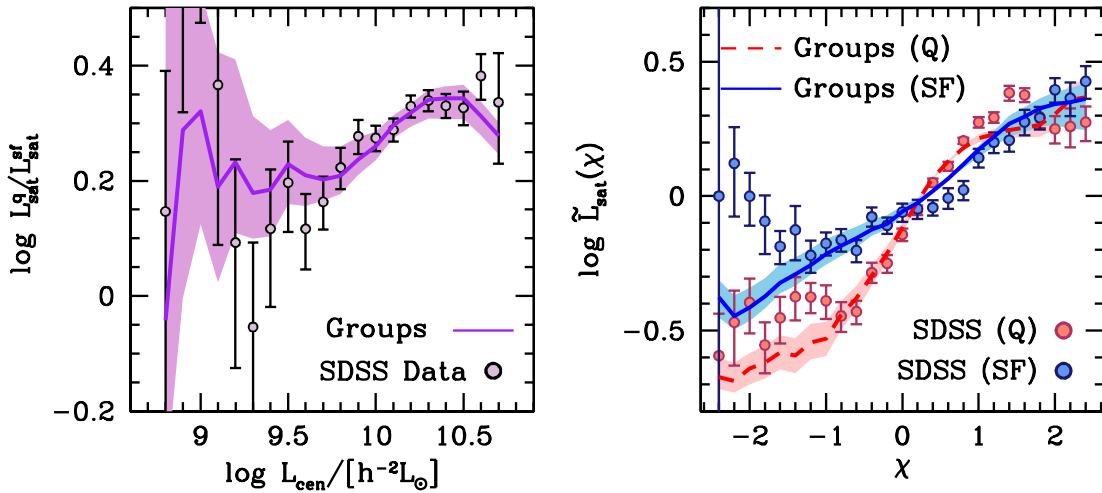 0.4
0.2
0
−0.2
9
9.5
10
10.5
log L^q_sat/L^sf_sat
log L_cen/[h^−2L_⊙]
Groups
SDSS Data
0.5
0
−0.5
−2
−1
0
1
2
log L̃_sat(χ)
χ
Groups (Q)
Groups (SF)
SDSS (Q)
SDSS (SF)